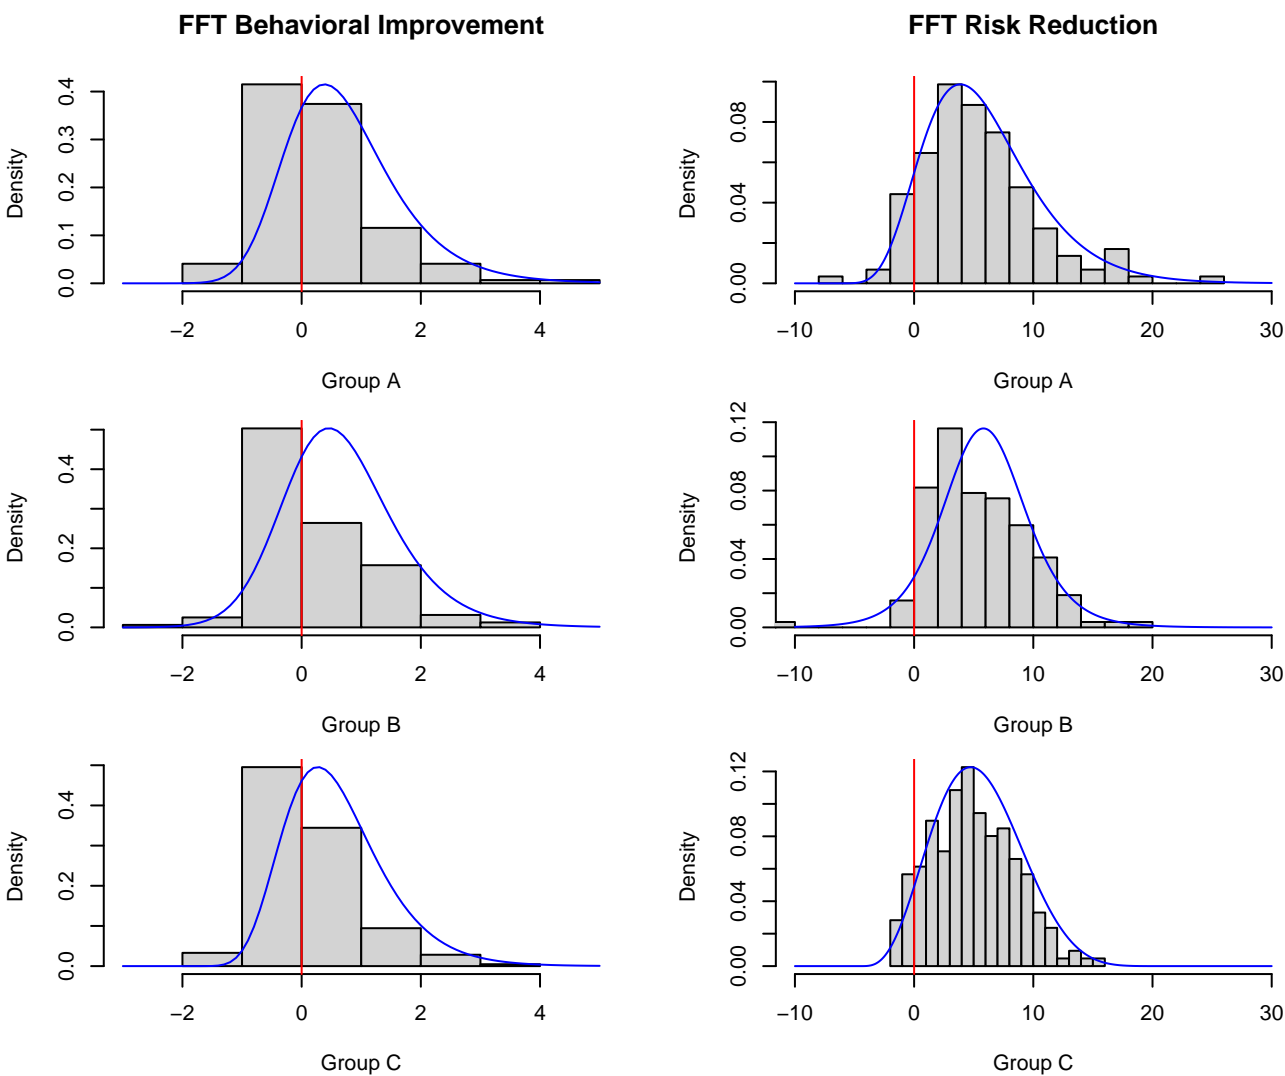 FFT Behavioral Improvement
FFT Risk Reduction
Density
0.0 0.1 0.2 0.3 0.4
−2 0 2 4
Group A
Density
0.00 0.04 0.08
−10 0 10 20 30
Group A
Density
0.0 0.2 0.4
−2 0 2 4
Group B
Density
0.00 0.04 0.08 0.12
−10 0 10 20 30
Group B
Density
0.0 0.2 0.4
−2 0 2 4
Group C
Density
0.00 0.04 0.08 0.12
−10 0 10 20 30
Group C